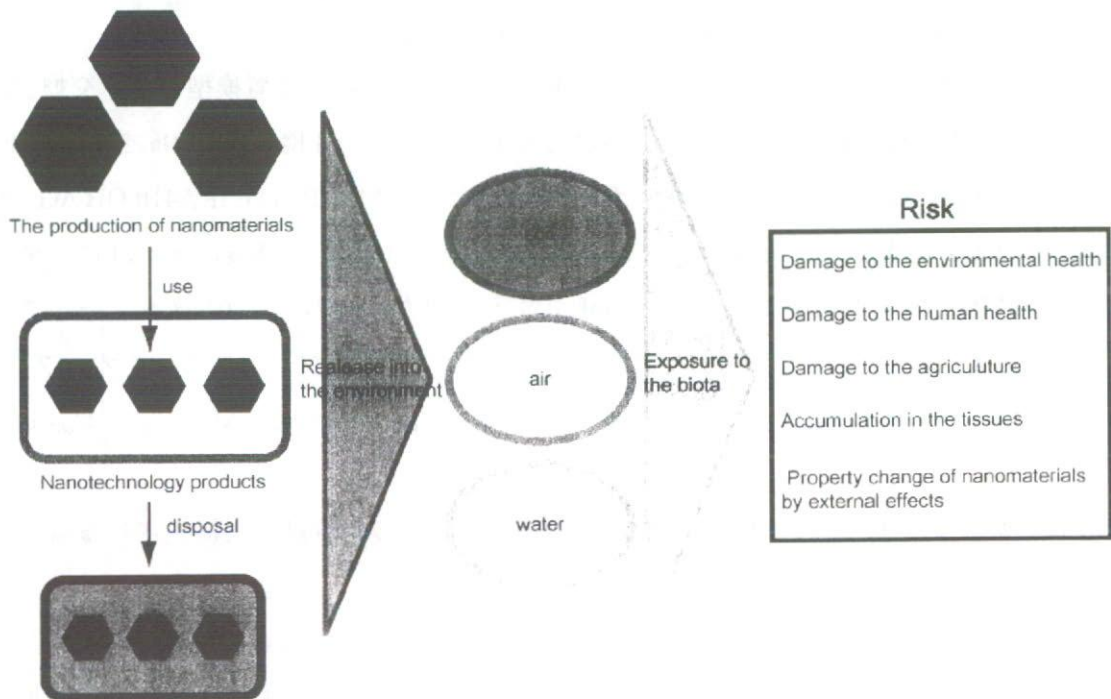 The production of nanomaterials
use
Nanotechnology products
disposal
Realease into
the environment
air
water
Exposure to
the biota
Risk
Damage to the environmental health
Damage to the human health
Damage to the agriculuture
Accumulation in the tissues
Property change of nanomaterials
by external effects